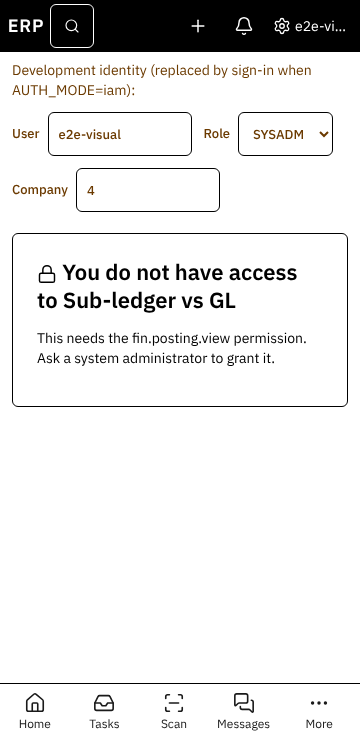 ERP
e2e-vi...
Development identity (replaced by sign-in when
AUTH_MODE=iam):
User e2e-visual Role SYSADM
Company 4
You do not have access
to Sub-ledger vs GL
This needs the fin.posting.view permission.
Ask a system administrator to grant it.
Home Tasks Scan Messages More